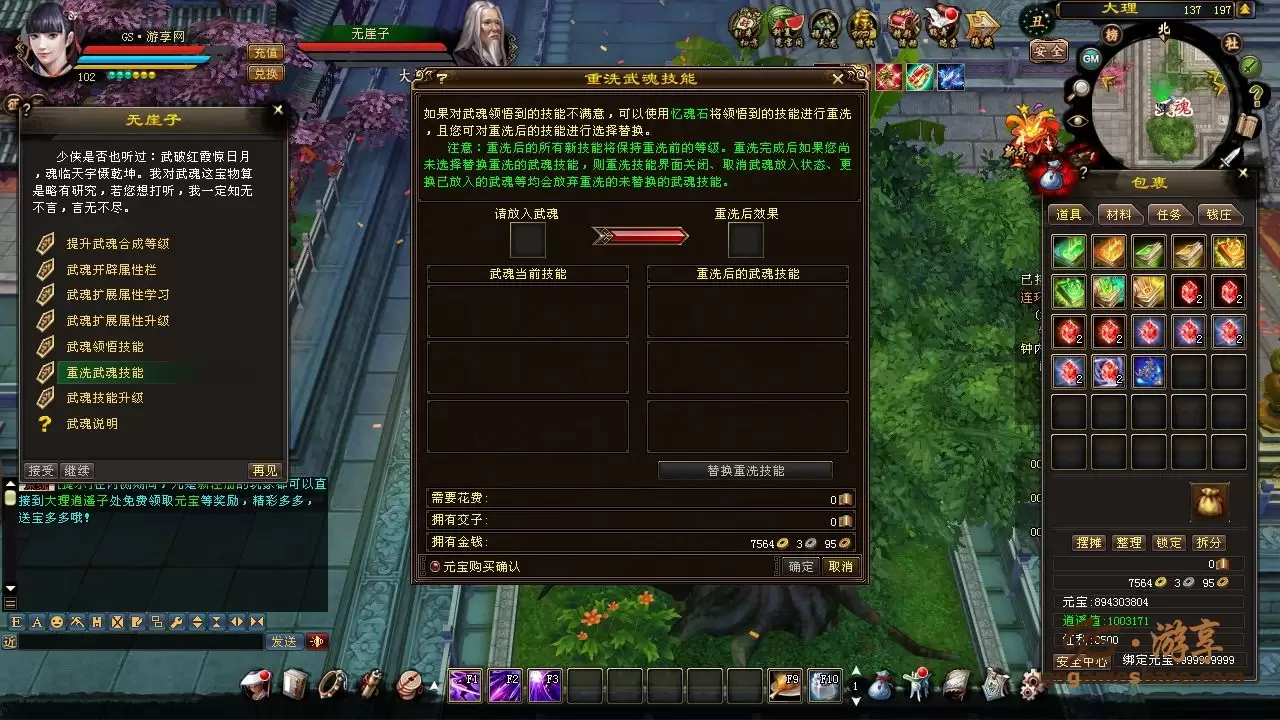 GS·游享网
102
充值
兑换
无崖子
大理
137 197
北
榜
社
GM
丑
安全
无崖子
少侠是否也听过：武破红霞惊日月
，魂临天宇慑乾坤。我对武魂这宝物算
是略有研究，若您想打听，我一定知无
不言，言无不尽。
提升武魂合成等级
武魂开辟属性栏
武魂扩展属性学习
武魂扩展属性升级
武魂领悟技能
重洗武魂技能
武魂技能升级
武魂说明
接受
继续
再见
接到大理逍遥子处免费领取元宝等奖励，精彩多多，
送宝多多哦！
近
发送
重洗武魂技能
如果对武魂领悟到的技能不满意，可以使用忆魂石将领悟到的技能进行重洗
，且您可对重洗后的技能进行选择替换。
注意：重洗后的所有新技能将保持重洗前的等级。重洗完成后如果您尚
未选择替换重洗的武魂技能，则重洗技能界面关闭、取消武魂放入状态、更
换已放入的武魂等均会放弃重洗的未替换的武魂技能。
请放入武魂
重洗后效果
武魂当前技能
重洗后的武魂技能
替换重洗技能
需要花费：
0
拥有交子：
0
拥有金钱：
7564 3 95
元宝购买确认
确定
取消
包裹
道具
材料
任务
钱庄
2
2
2
2
2
2
2
2
摆摊
整理
锁定
拆分
0
7564 3 95
元宝:894303804
逍遥值:1003171
安全中心
游享
F1
F2
F3
F9
F10
1